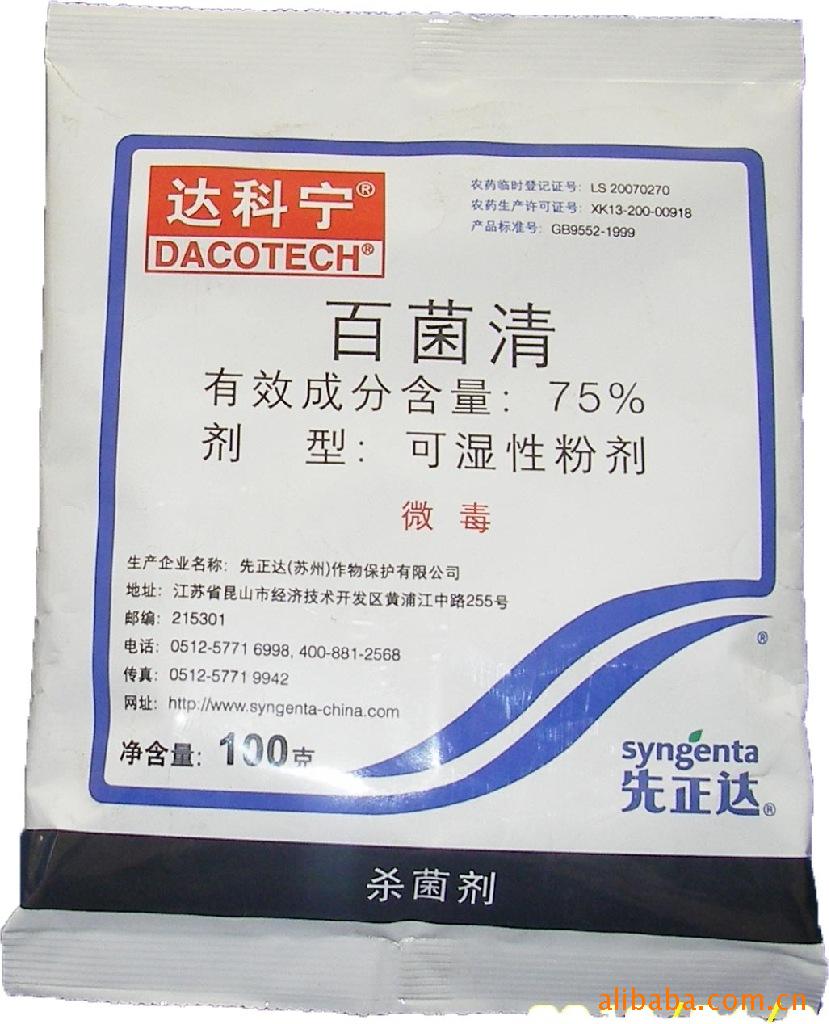 达科宁®
DACOTECH®
农药临时登记证号: LS 20070270
农药生产许可证号: XK13-200-00918
产品标准号: GB9552-1999
百菌清
有效成分含量: 75%
剂 型: 可湿性粉剂
微毒
生产企业名称: 先正达(苏州)作物保护有限公司
地址: 江苏省昆山市经济技术开发区黄浦江中路255号
邮编: 215301
电话: 0512-5771 6998, 400-881-2568
传真: 0512-5771 9942
网址: http://www.syngenta-china.com
净含量: 100克
®
syngenta
先正达®
杀菌剂
alibaba.com.cn